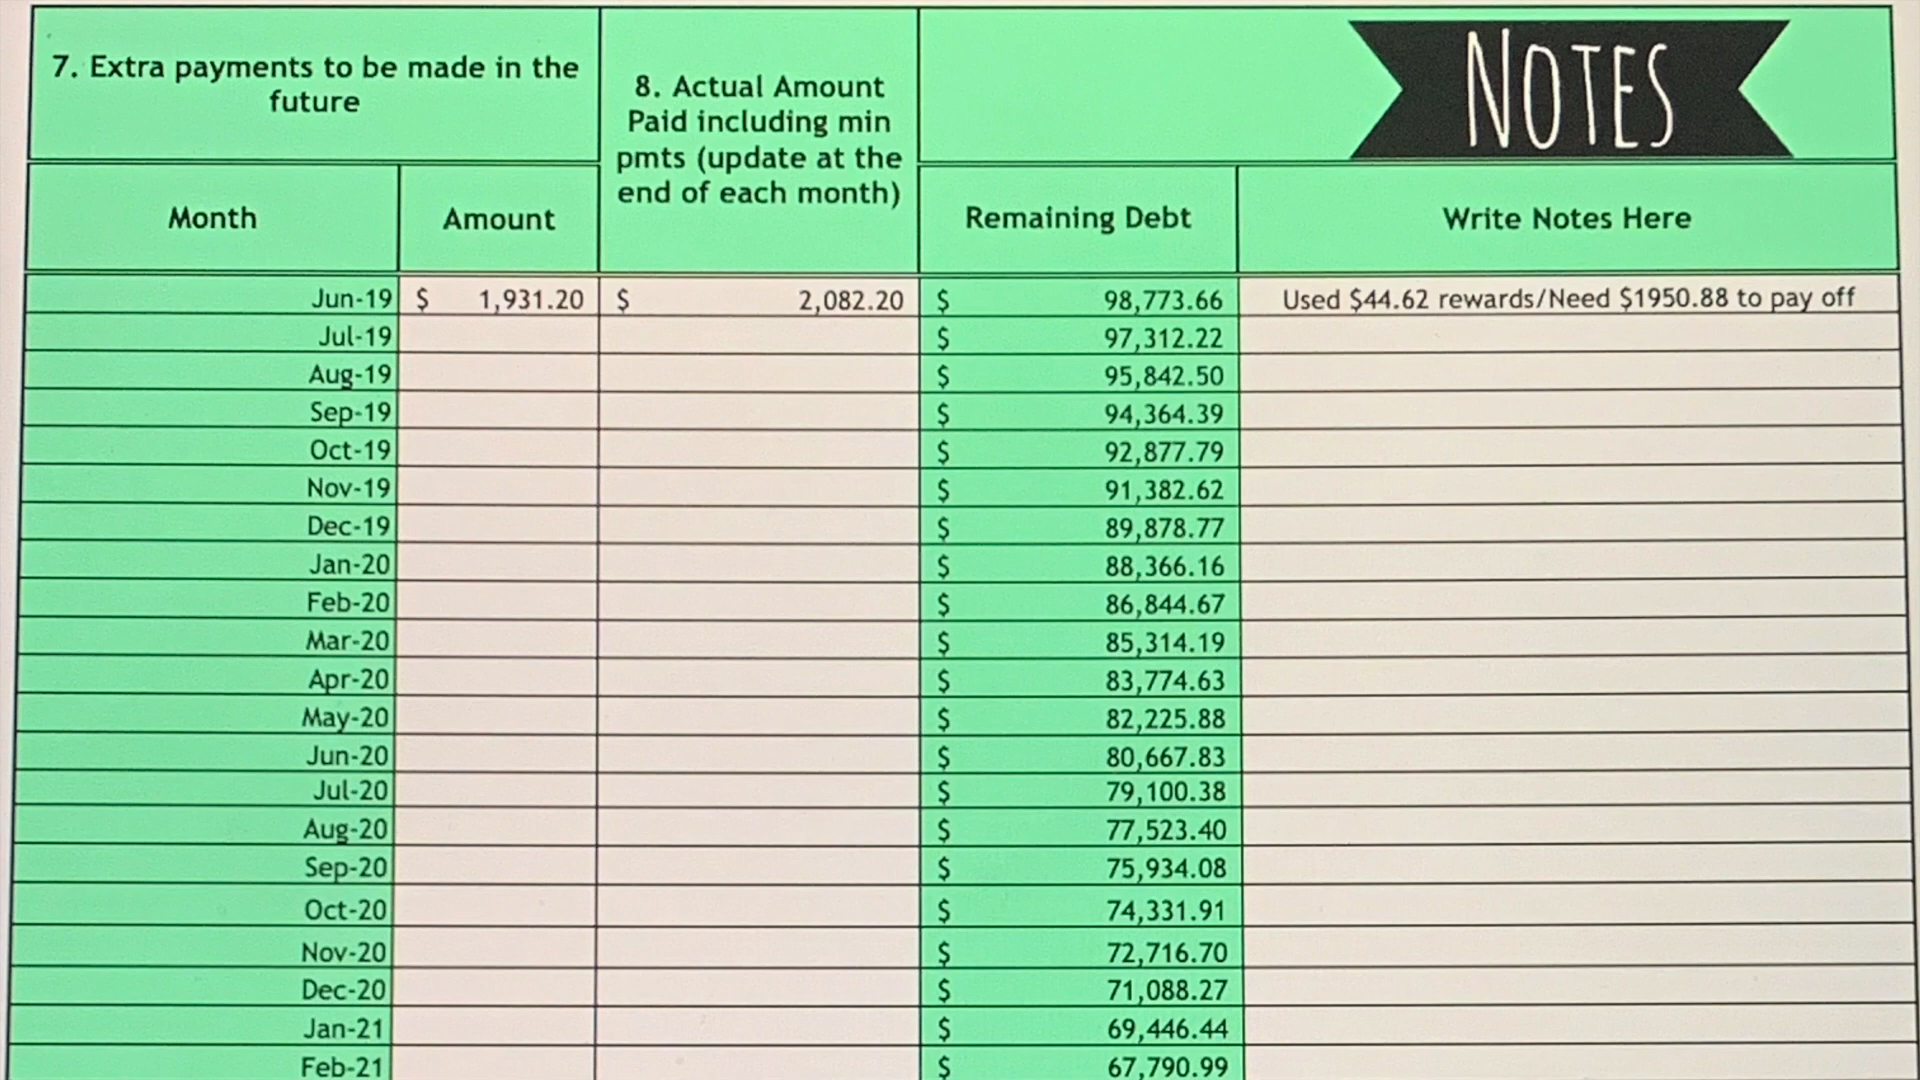 7. Extra payments to be made in the
future
8. Actual Amount
Paid including min
pmts (update at the
end of each month)
NOTES
Month Amount Remaining Debt Write Notes Here
Jun-19 $ 1,931.20 $ 2,082.20 $ 98,773.66 Used $44.62 rewards/Need $1950.88 to pay off
Jul-19 $ 97,312.22
Aug-19 $ 95,842.50
Sep-19 $ 94,364.39
Oct-19 $ 92,877.79
Nov-19 $ 91,382.62
Dec-19 $ 89,878.77
Jan-20 $ 88,366.16
Feb-20 $ 86,844.67
Mar-20 $ 85,314.19
Apr-20 $ 83,774.63
May-20 $ 82,225.88
Jun-20 $ 80,667.83
Jul-20 $ 79,100.38
Aug-20 $ 77,523.40
Sep-20 $ 75,934.08
Oct-20 $ 74,331.91
Nov-20 $ 72,716.70
Dec-20 $ 71,088.27
Jan-21 $ 69,446.44
Feb-21 $ 67,790.99